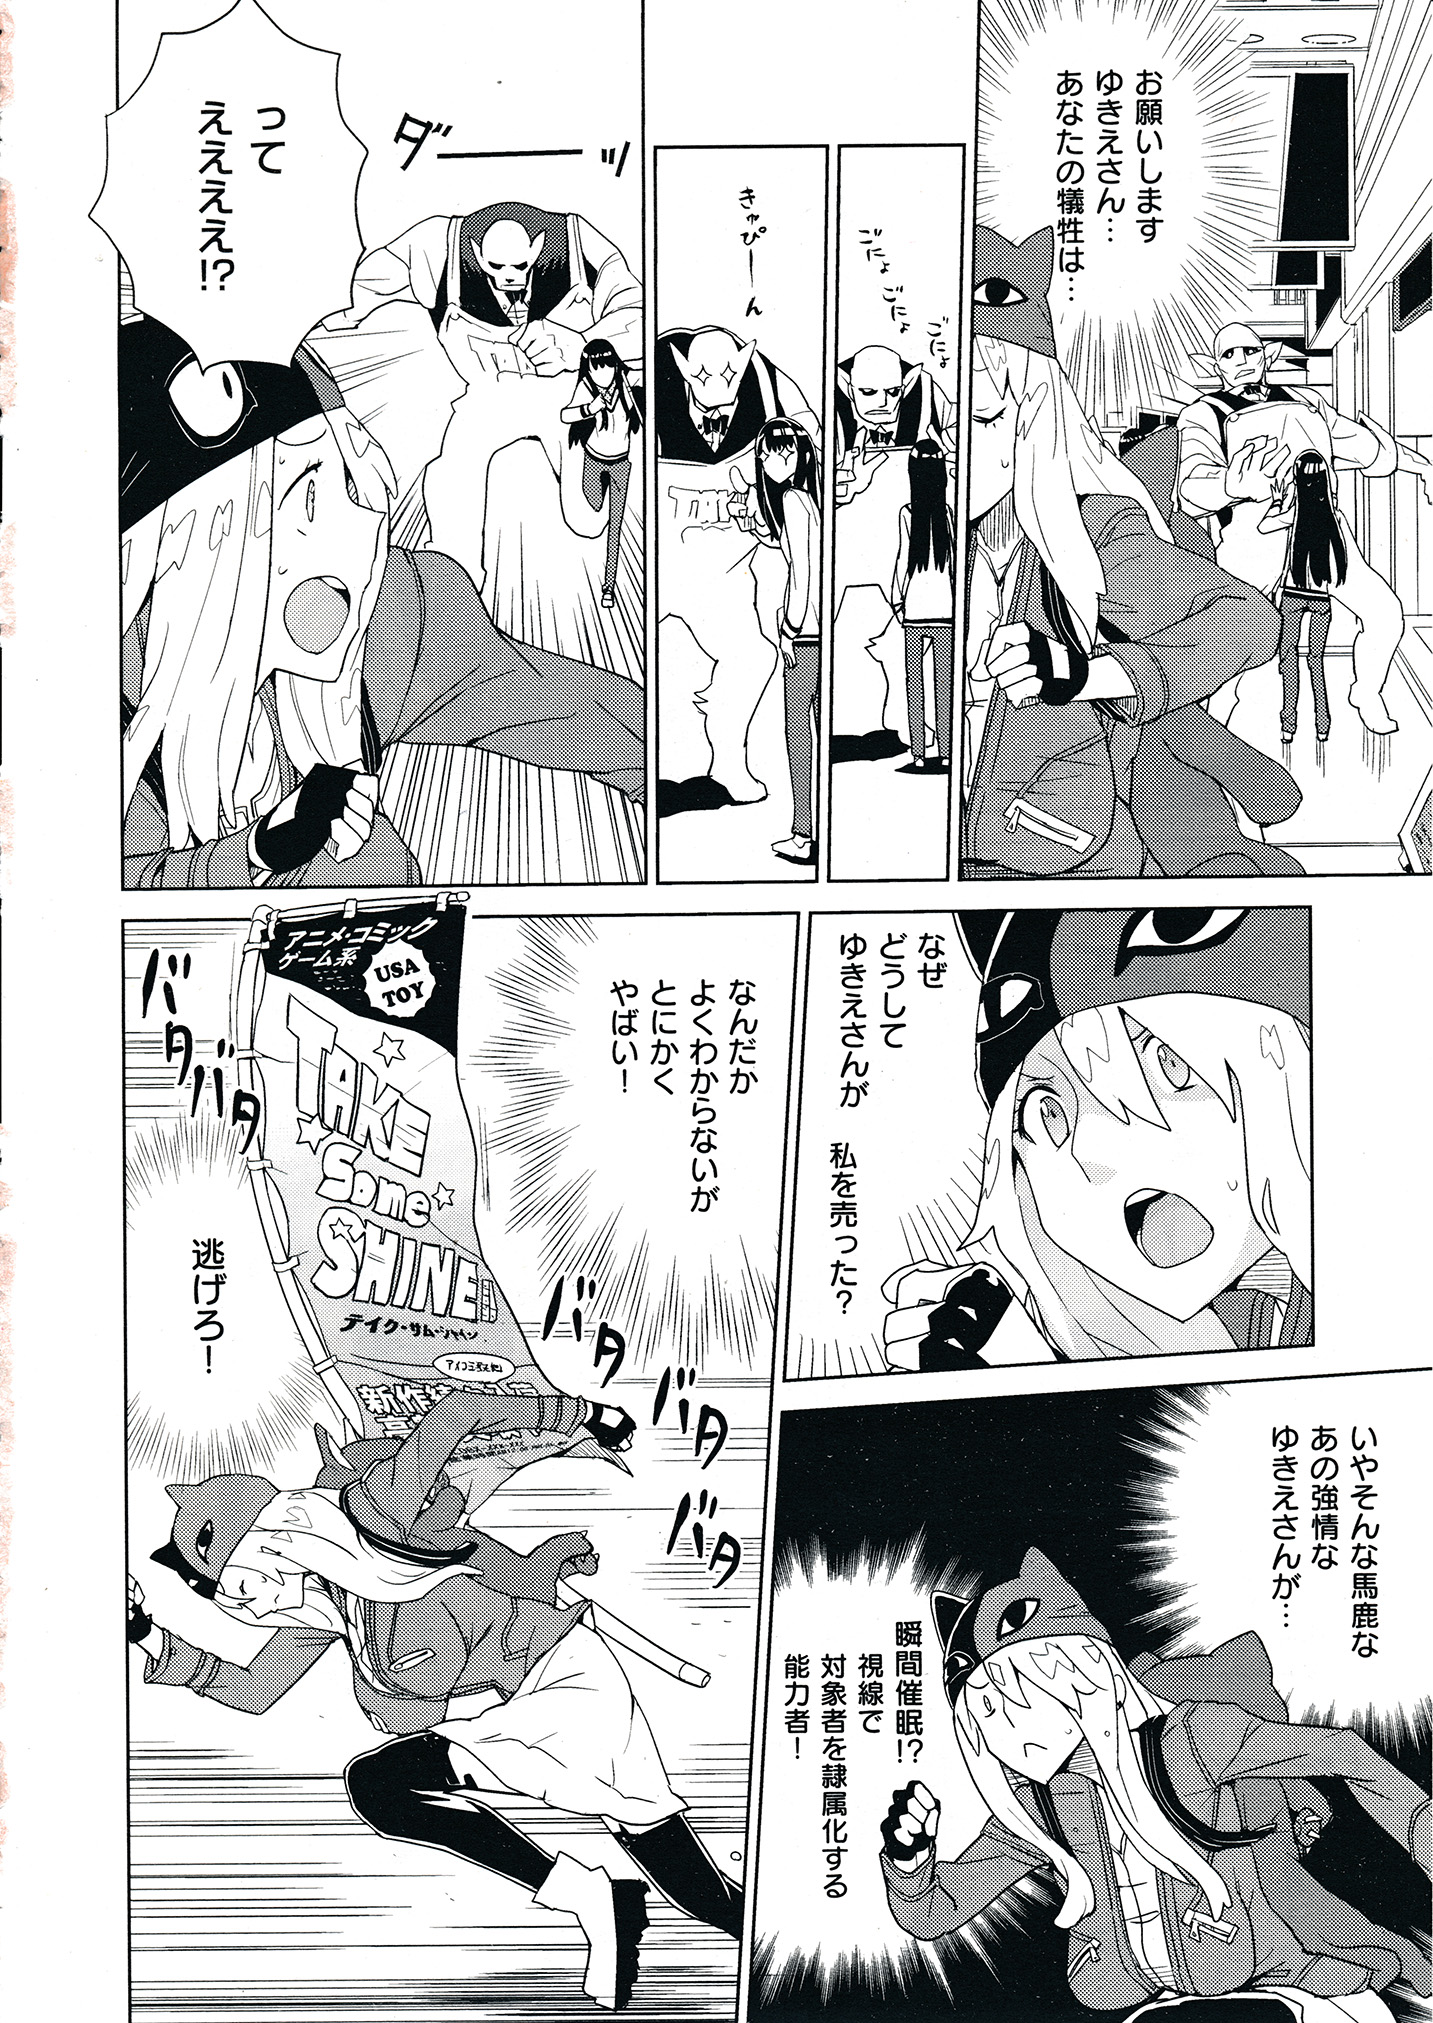 お願いします
ゆきえさん…
あなたの犠牲は…
ごにょ
ごにょ
ごにょ
きゅぴーん
ダーーッ
って
ええええ!?
なぜ
どうして
ゆきえさんが
私を売った?
いやそんな馬鹿な
あの強情な
ゆきえさんが…
瞬間催眠!?
視線で
対象者を隷属化する
能力者!
なんだか
よくわからないが
とにかく
やばい!
逃げろ!
バタ
バタ
バタ
バタ
バタ
バタ
アニメ・コミック
ゲーム系
USA
TOY
TAKE
Some
SHINE!!
テイク・サム・シャイン
新作